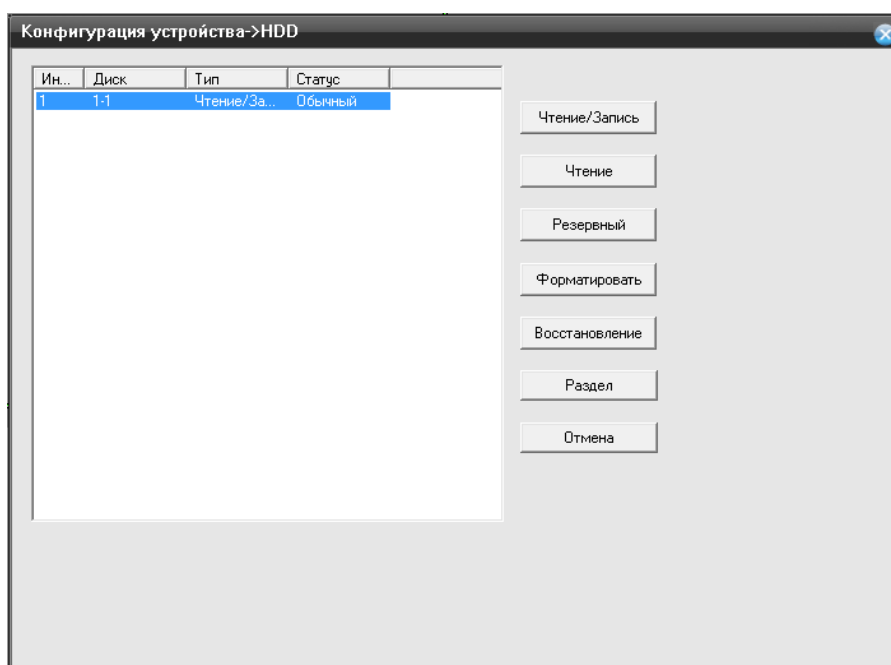 Конфигурация устройства->HDD
Ин... Диск Тип Статус
1 1-1 Чтение/За... Обычный
Чтение/Запись
Чтение
Резервный
Форматировать
Восстановление
Раздел
Отмена